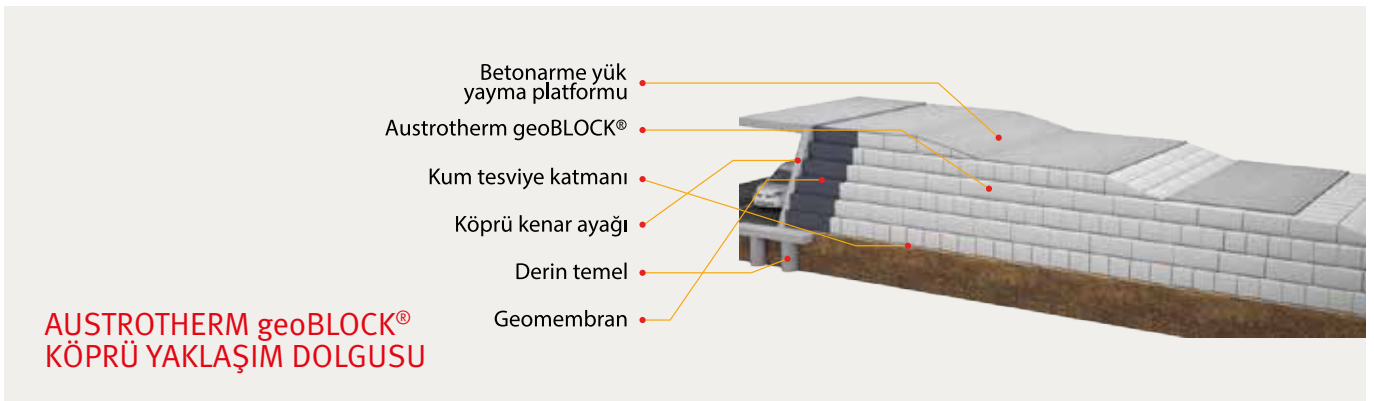 Betonarme yük
yayma platformu
Austrotherm geoBLOCK®
Kum tesviye katmanı
Köprü kenar ayağı
Derin temel
Geomembran
AUSTROTHERM geoBLOCK®
KÖPRÜ YAKLAŞIM DOLGUSU